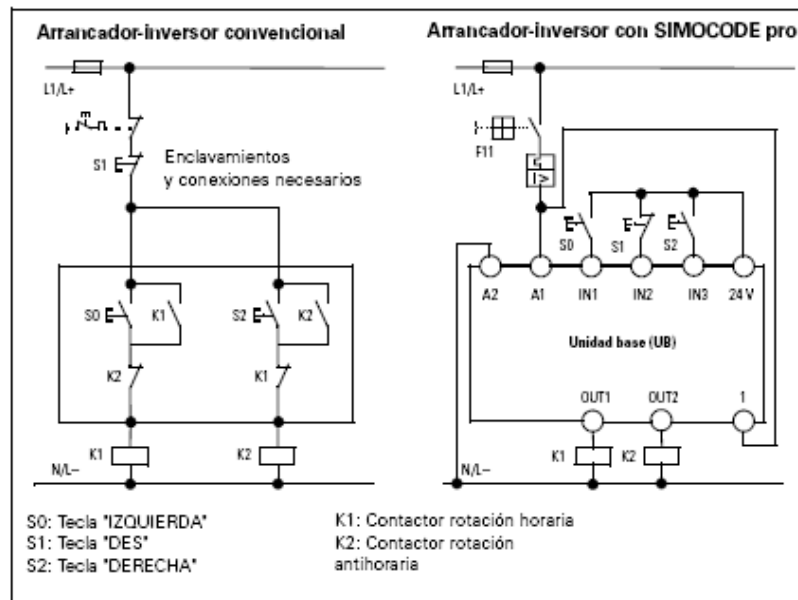 Arrancador-inversor convencional
L1/L+
S1
Enclavamientos
y conexiones necesarios
S0
K1
S2
K2
K2
K1
K1
K2
N/L–
S0: Tecla "IZQUIERDA"
S1: Tecla "DES"
S2: Tecla "DERECHA"
Arrancador-inversor con SIMOCODE pro
L1/L+
F11
I>
S0
S1
S2
A2
A1
IN1
IN2
IN3
24 V
Unidad base (UB)
OUT1
OUT2
1
K1
K2
N/L–
K1: Contactor rotación horaria
K2: Contactor rotación
antihoraria